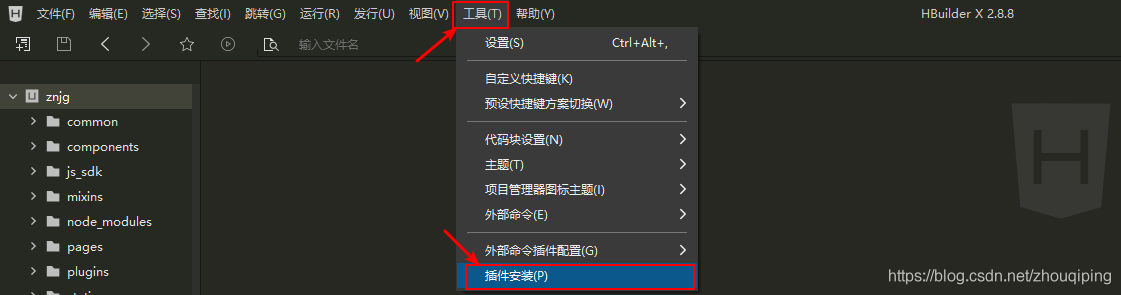 文件(F) 编辑(E) 选择(S) 查找(I) 跳转(G) 运行(R) 发行(U) 视图(V) 工具(T) 帮助(Y) HBuilder X 2.8.8
输入文件名
设置(S) Ctrl+Alt+,
自定义快捷键(K)
预设快捷键方案切换(W)
代码块设置(N)
主题(T)
项目管理器图标主题(I)
外部命令(E)
外部命令插件配置(G)
插件安装(P)
znjg
common
components
js_sdk
mixins
node_modules
pages
plugins
H
https://blog.csdn.net/zhouqiping